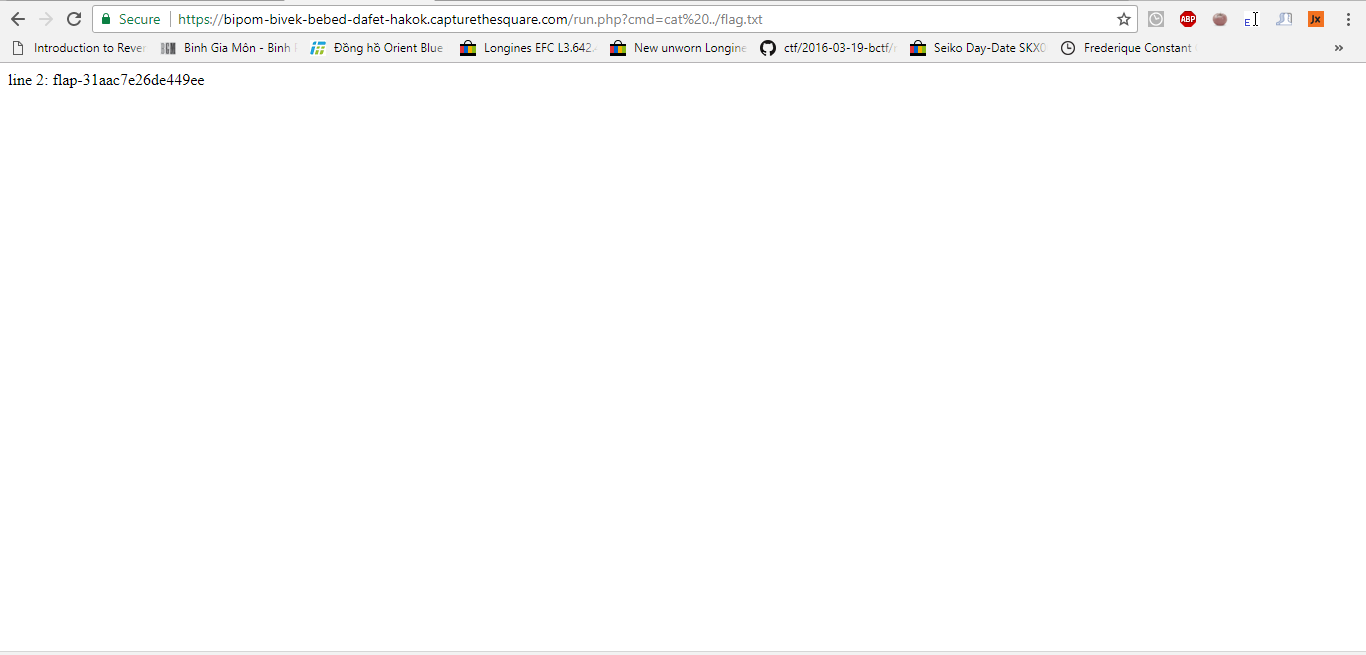 Secure https://bipom-bivek-bebed-dafet-hakok.capturethesquare.com/run.php?cmd=cat%20../flag.txt ABP E JX
Introduction to Rever Binh Gia Môn - Binh Đồng hồ Orient Blue Longines EFC L3.642. New unworn Longine ctf/2016-03-19-bctf/ Seiko Day-Date SKX0 Frederique Constant »
line 2: flap-31aac7e26de449ee